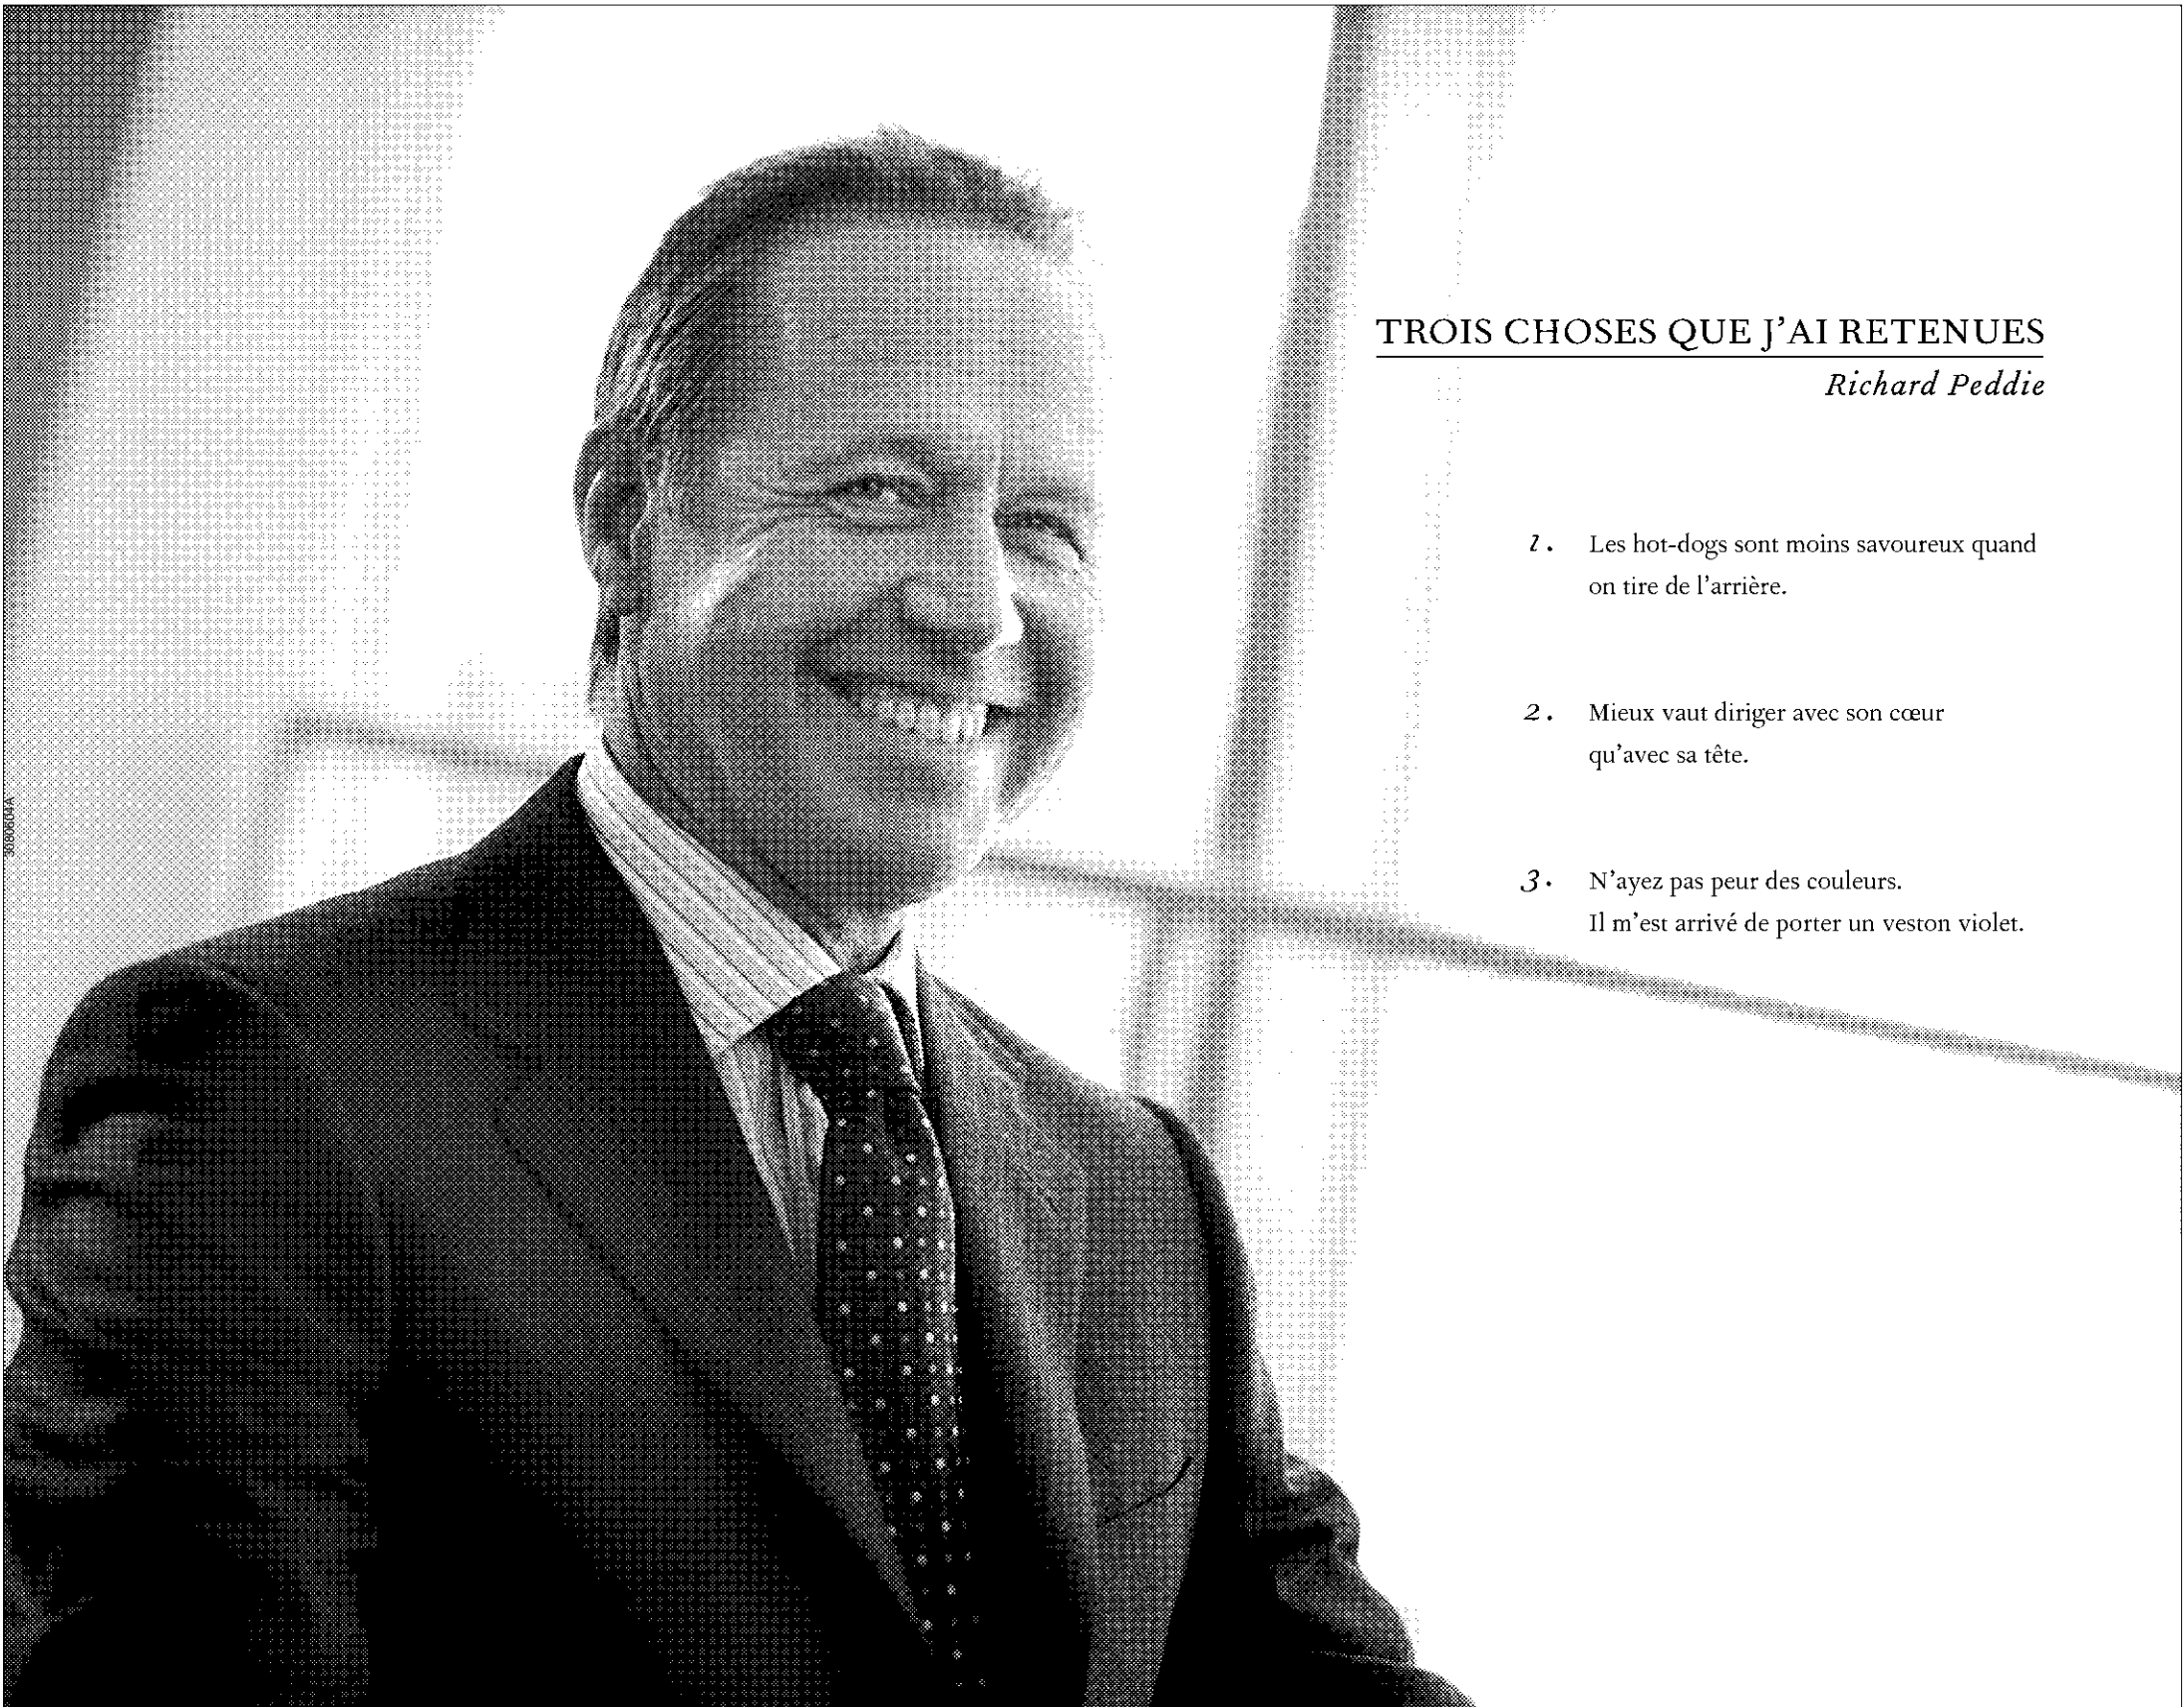 TROIS CHOSES QUE J'AI RETENUES
Richard Peddie
1. Les hot-dogs sont moins savoureux quand
on tire de l'arrière.
2. Mieux vaut diriger avec son cœur
qu'avec sa tête.
3. N'ayez pas peur des couleurs.
Il m'est arrivé de porter un veston violet.